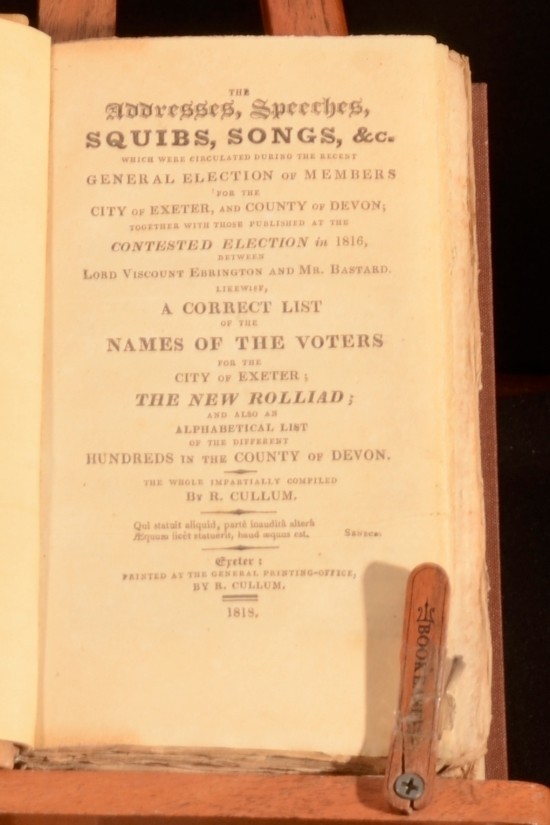 THE
Addresses, Speeches,
SQUIBS, SONGS, &c.
WHICH WERE CIRCULATED DURING THE RECENT
GENERAL ELECTION OF MEMBERS
FOR THE
CITY OF EXETER, AND COUNTY OF DEVON;
TOGETHER WITH THOSE PUBLISHED AT THE
CONTESTED ELECTION in 1816,
BETWEEN
LORD VISCOUNT EBRINGTON AND MR. BASTARD.
LIKEWISE,
A CORRECT LIST
OF THE
NAMES OF THE VOTERS
FOR THE
CITY OF EXETER;
THE NEW ROLLIAD;
AND ALSO AN
ALPHABETICAL LIST
OF THE DIFFERENT
HUNDREDS IN THE COUNTY OF DEVON.
THE WHOLE IMPARTIALLY COMPILED
BY R. CULLUM.
Qui statuit aliquid, parte inauditâ alterâ
Æquum licèt statuerit, haud æquus est. SENECA.
Exeter:
PRINTED AT THE GENERAL PRINTING-OFFICE,
BY R. CULLUM.
1818.